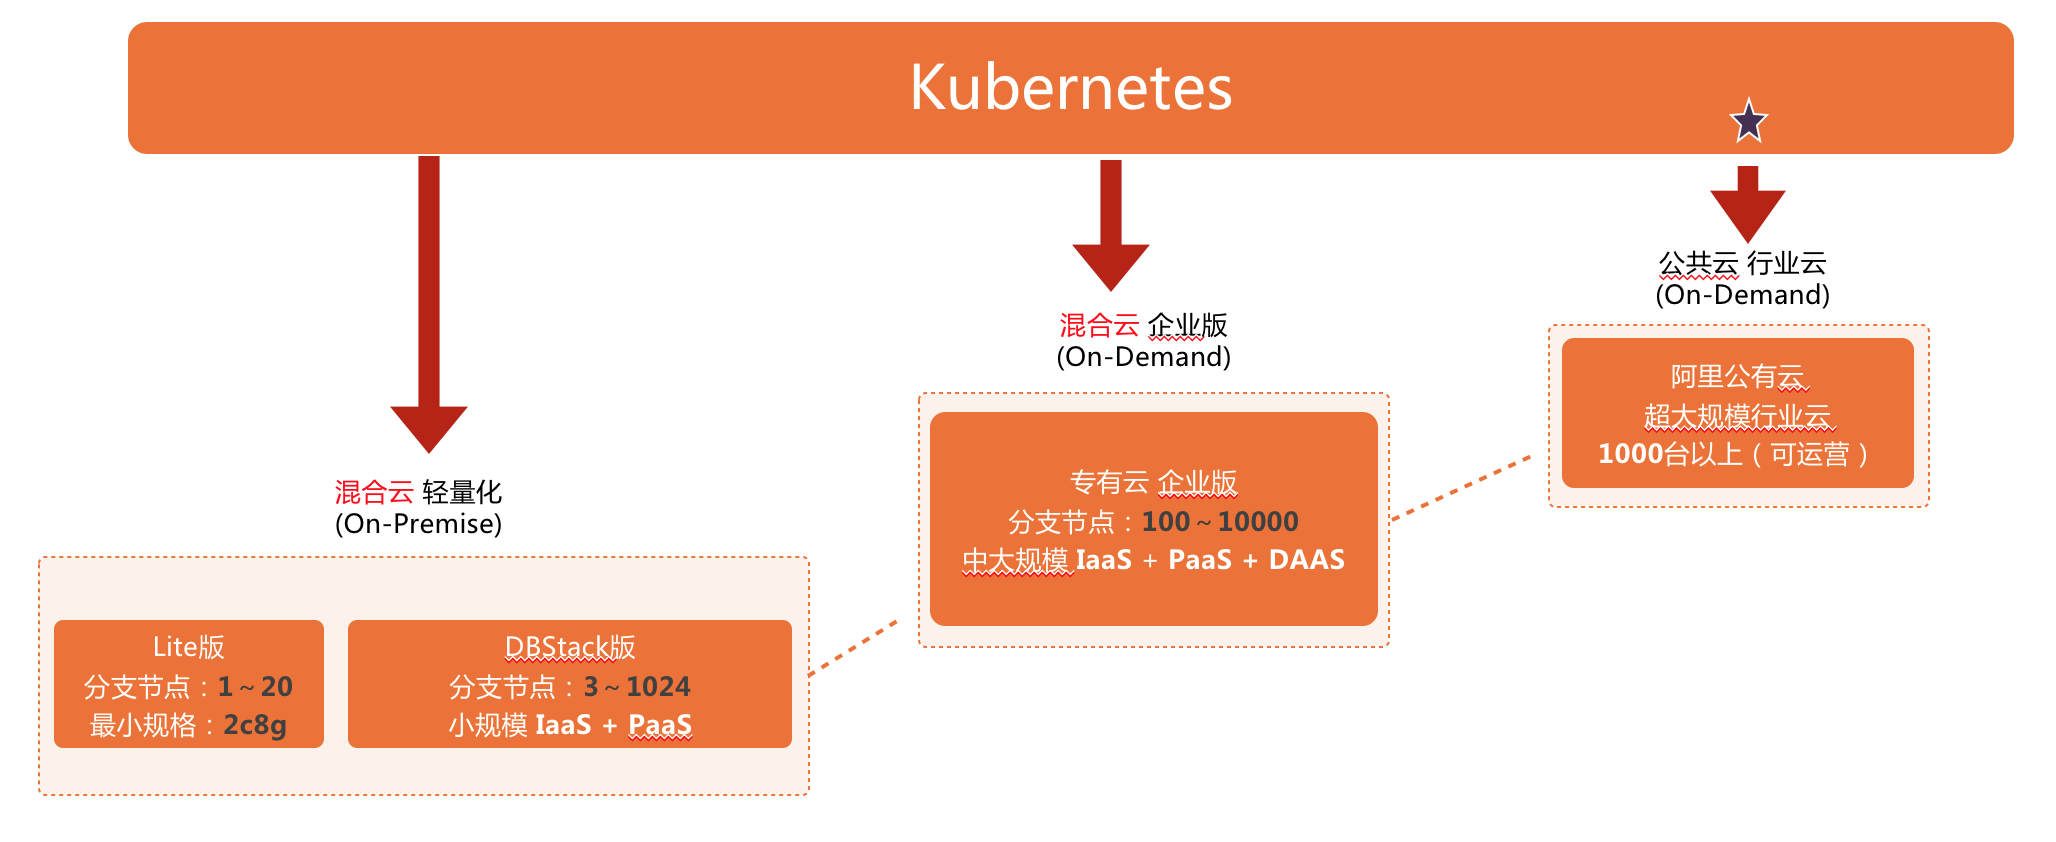 Kubernetes
公共云 行业云
(On-Demand)
阿里公有云
超大规模行业云
1000台以上（可运营）
混合云 企业版
(On-Demand)
专有云 企业版
分支节点：100～10000
中大规模 IaaS + PaaS + DAAS
混合云 轻量化
(On-Premise)
Lite版
分支节点：1～20
最小规格：2c8g
DBStack版
分支节点：3～1024
小规模 IaaS + PaaS